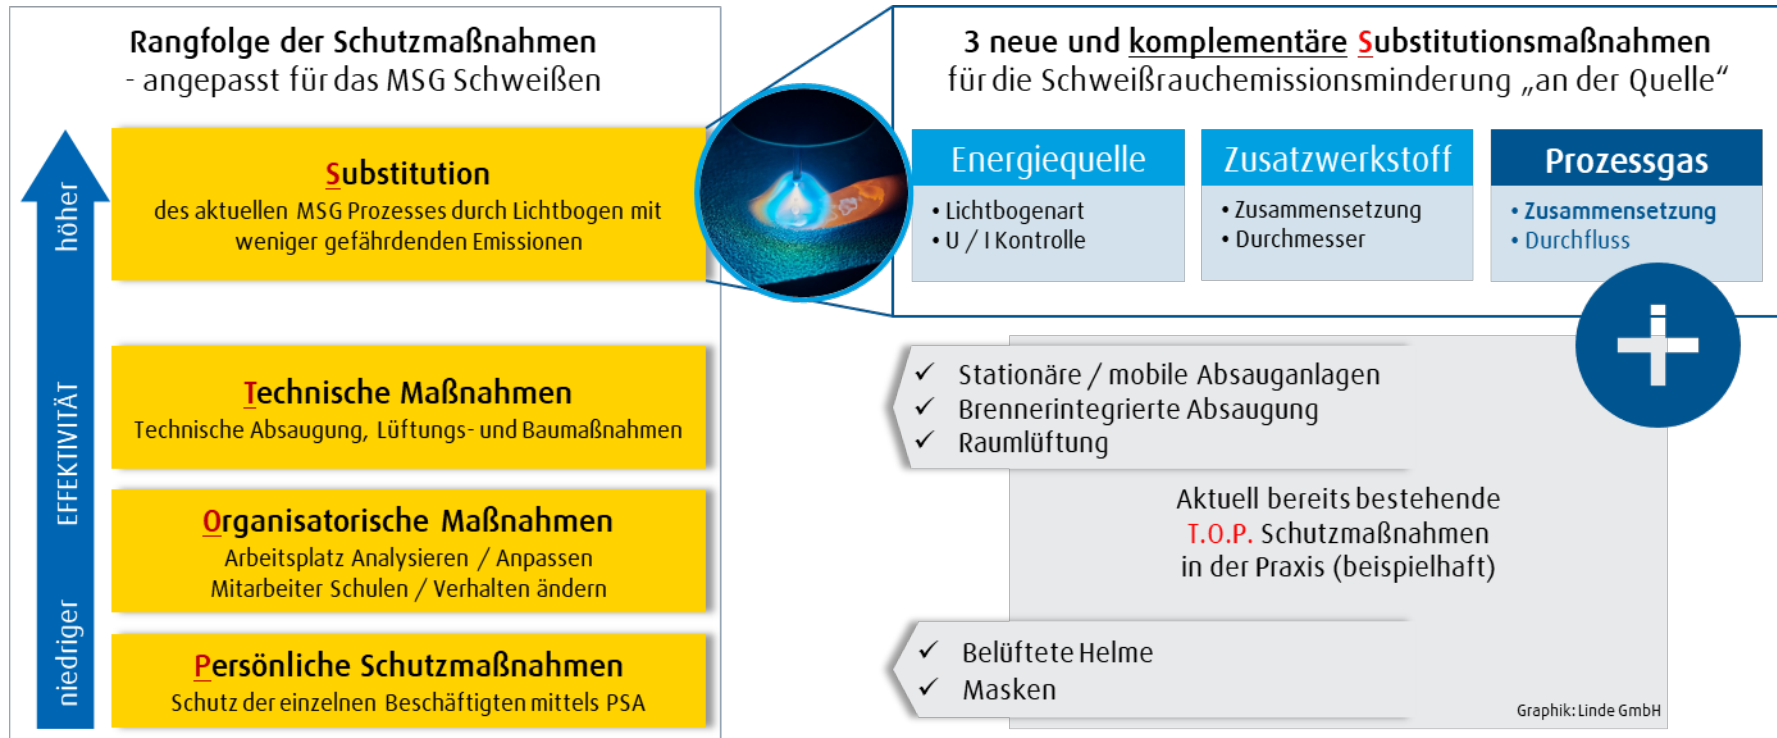 Rangfolge der Schutzmaßnahmen
- angepasst für das MSG Schweißen
höher
EFFEKTIVITÄT
niedriger
Substitution
des aktuellen MSG Prozesses durch Lichtbogen mit
weniger gefährdenden Emissionen
Technische Maßnahmen
Technische Absaugung, Lüftungs- und Baumaßnahmen
Organisatorische Maßnahmen
Arbeitsplatz Analysieren / Anpassen
Mitarbeiter Schulen / Verhalten ändern
Persönliche Schutzmaßnahmen
Schutz der einzelnen Beschäftigten mittels PSA
3 neue und komplementäre Substitutionsmaßnahmen
für die Schweißrauchemissionsminderung „an der Quelle“
Energiequelle
• Lichtbogenart
• U / I Kontrolle
Zusatzwerkstoff
• Zusammensetzung
• Durchmesser
Prozessgas
• Zusammensetzung
• Durchfluss
✓ Stationäre / mobile Absauganlagen
✓ Brennerintegrierte Absaugung
✓ Raumlüftung
Aktuell bereits bestehende
T.O.P. Schutzmaßnahmen
in der Praxis (beispielhaft)
✓ Belüftete Helme
✓ Masken
Graphik: Linde GmbH